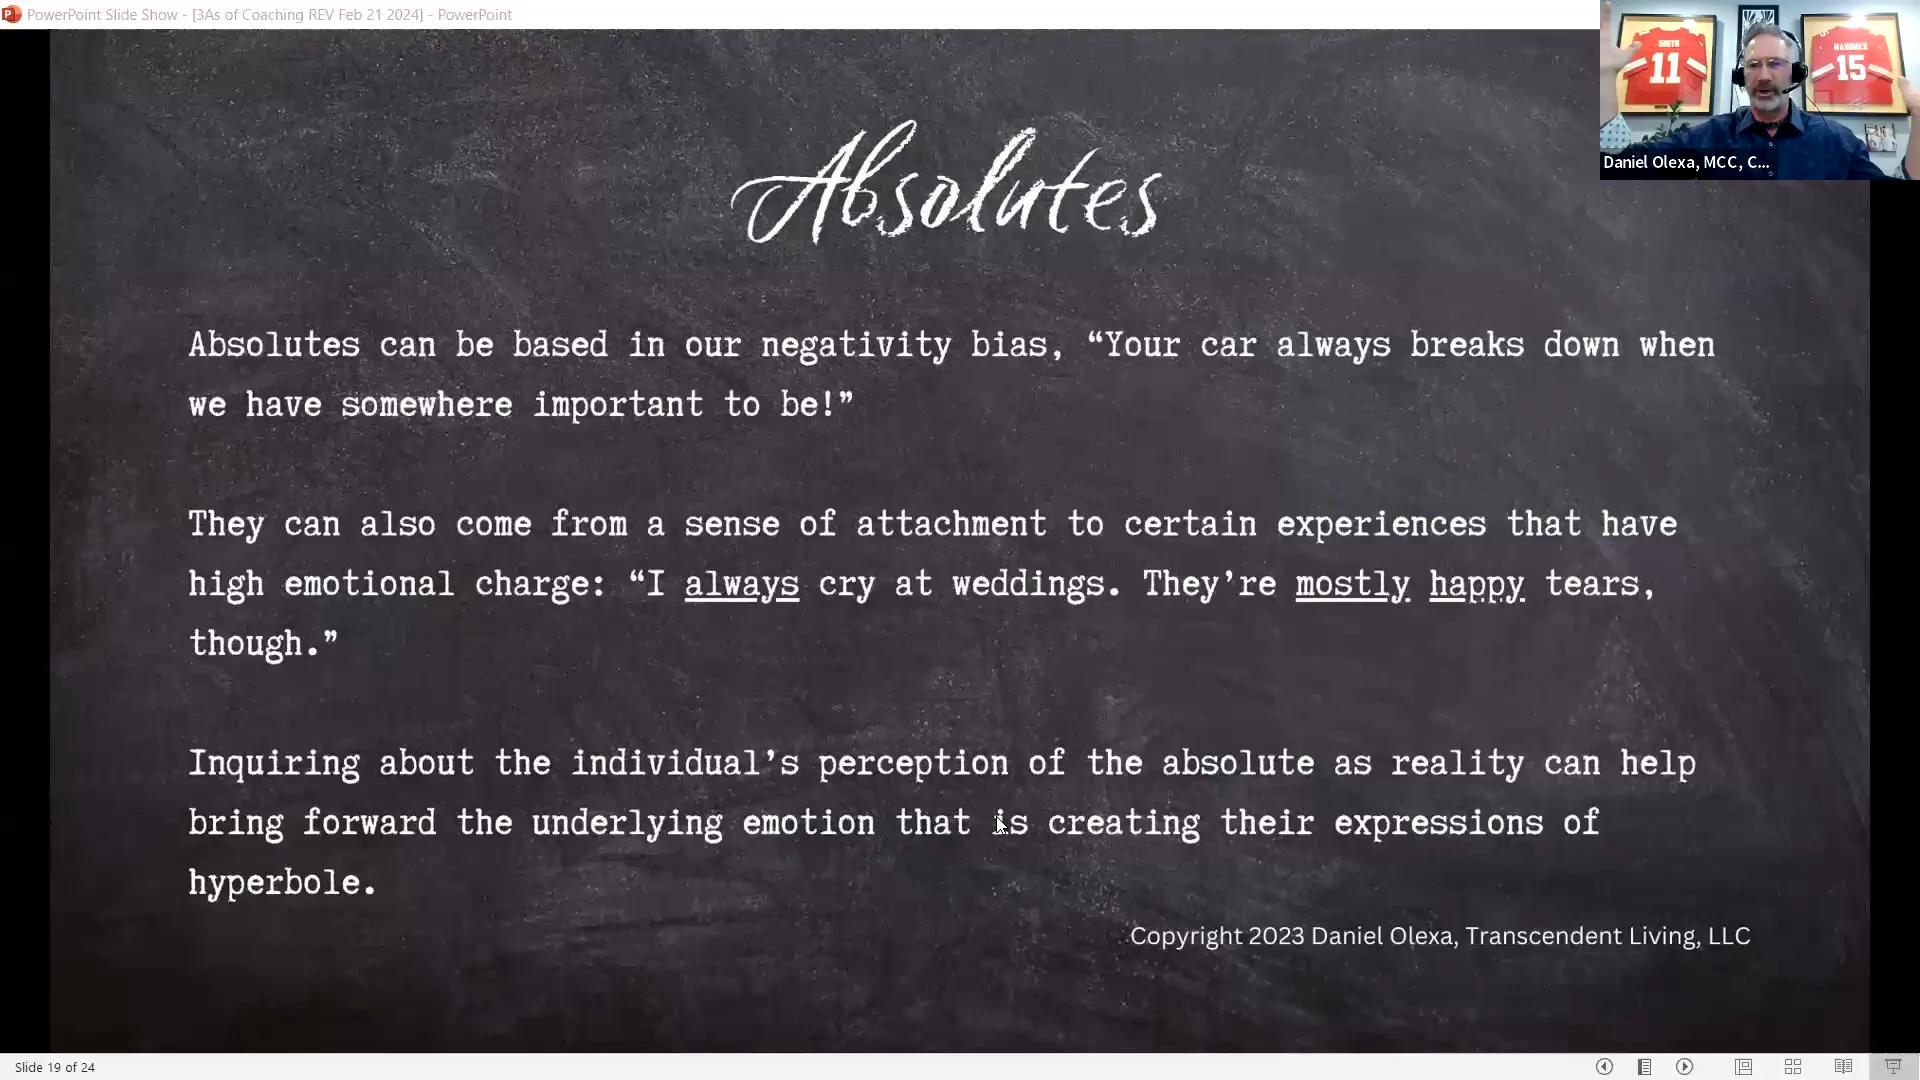 PowerPoint Slide Show - [3As of Coaching REV Feb 21 2024] - PowerPoint
SMITH
11
MAHOMES
15
Daniel Olexa, MCC, C...
Absolutes
Absolutes can be based in our negativity bias, “Your car always breaks down when
we have somewhere important to be!”
They can also come from a sense of attachment to certain experiences that have
high emotional charge: “I always cry at weddings. They’re mostly happy tears,
though.”
Inquiring about the individual’s perception of the absolute as reality can help
bring forward the underlying emotion that is creating their expressions of
hyperbole.
Copyright 2023 Daniel Olexa, Transcendent Living, LLC
Slide 19 of 24